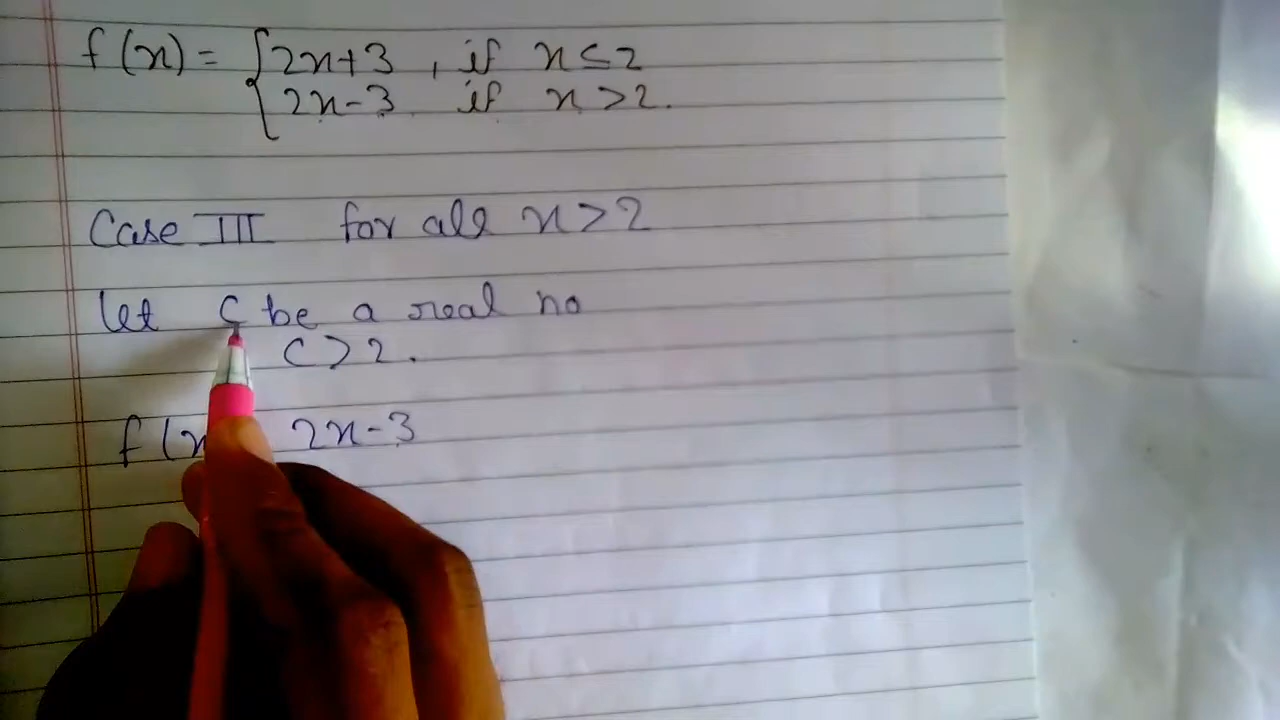 f(x) = { 2x+3 , if x ≤ 2
2x-3 if x > 2.
Case III for all x > 2
let C be a real no
C > 2.
f(x 2x-3